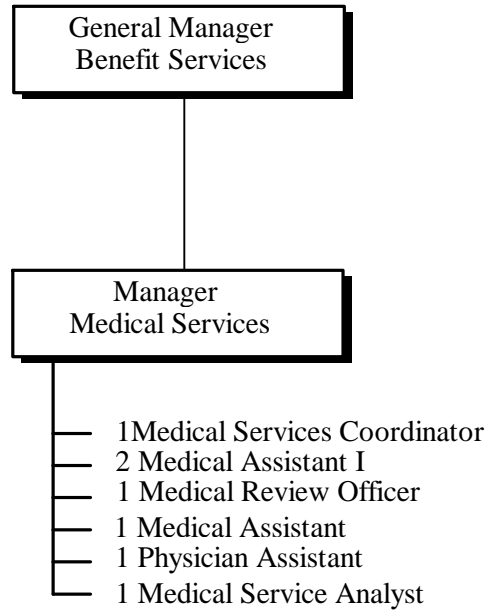 General Manager
Benefit Services
Manager
Medical Services
1Medical Services Coordinator
2 Medical Assistant I
1 Medical Review Officer
1 Medical Assistant
1 Physician Assistant
1 Medical Service Analyst